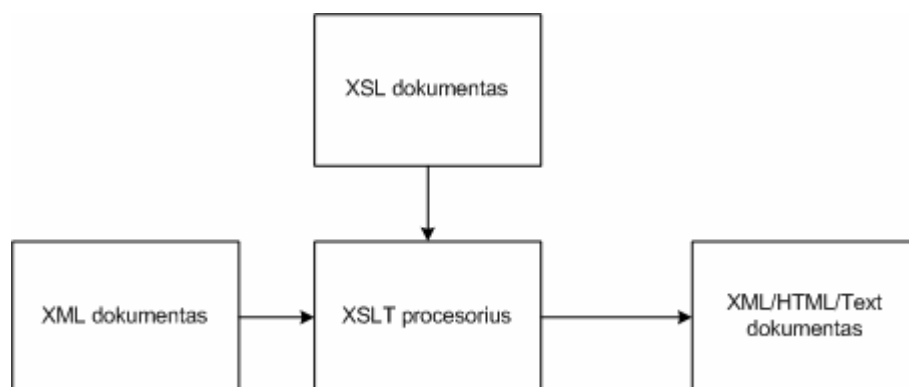 XSL dokumentas
XML dokumentas
XSLT procesorius
XML/HTML/Text
dokumentas